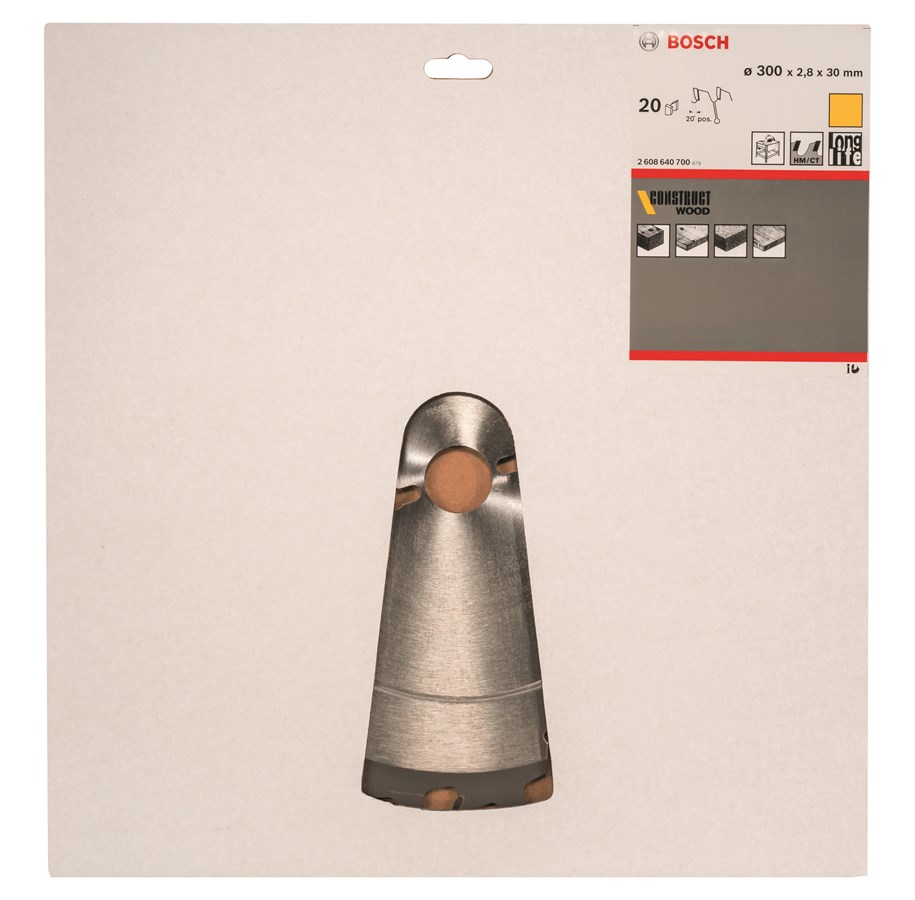 BOSCH
ø 300 x 2,8 x 30 mm
20
20° pos.
HM/CT
Long
life
2 608 640 700 879
CONSTRUCT
WOOD